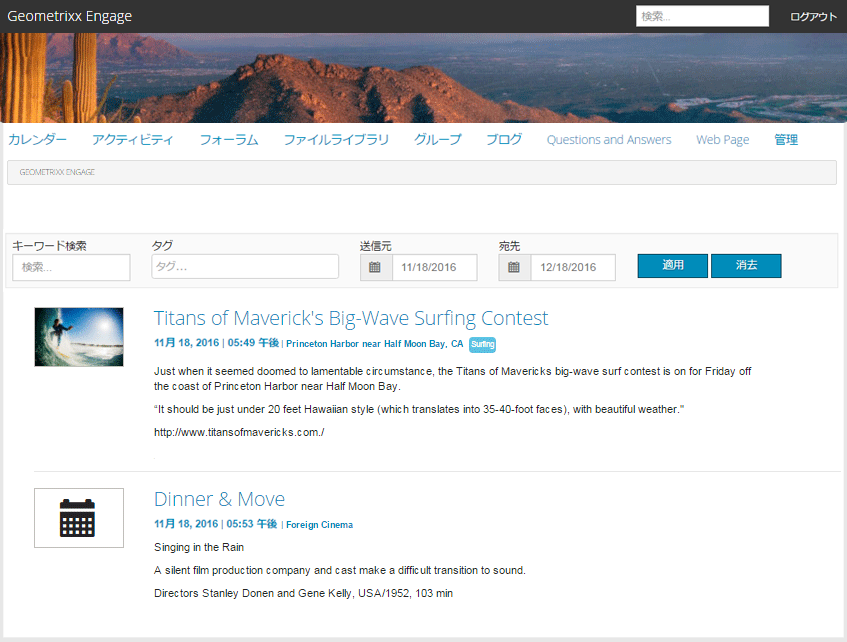 Geometrixx Engage
検索...
ログアウト
カレンダー アクティビティ フォーラム ファイルライブラリ グループ ブログ Questions and Answers Web Page 管理
GEOMETRIXX ENGAGE
キーワード検索 タグ 送信元 宛先
検索... タグ... 11/18/2016 12/18/2016 適用 消去
Titans of Maverick's Big-Wave Surfing Contest
11月 18, 2016 | 05:49 午後 | Princeton Harbor near Half Moon Bay, CA Surfing
Just when it seemed doomed to lamentable circumstance, the Titans of Mavericks big-wave surf contest is on for Friday off
the coast of Princeton Harbor near Half Moon Bay.
“It should be just under 20 feet Hawaiian style (which translates into 35-40-foot faces), with beautiful weather."
http://www.titansofmavericks.com./
Dinner & Move
11月 18, 2016 | 05:53 午後 | Foreign Cinema
Singing in the Rain
A silent film production company and cast make a difficult transition to sound.
Directors Stanley Donen and Gene Kelly, USA/1952, 103 min